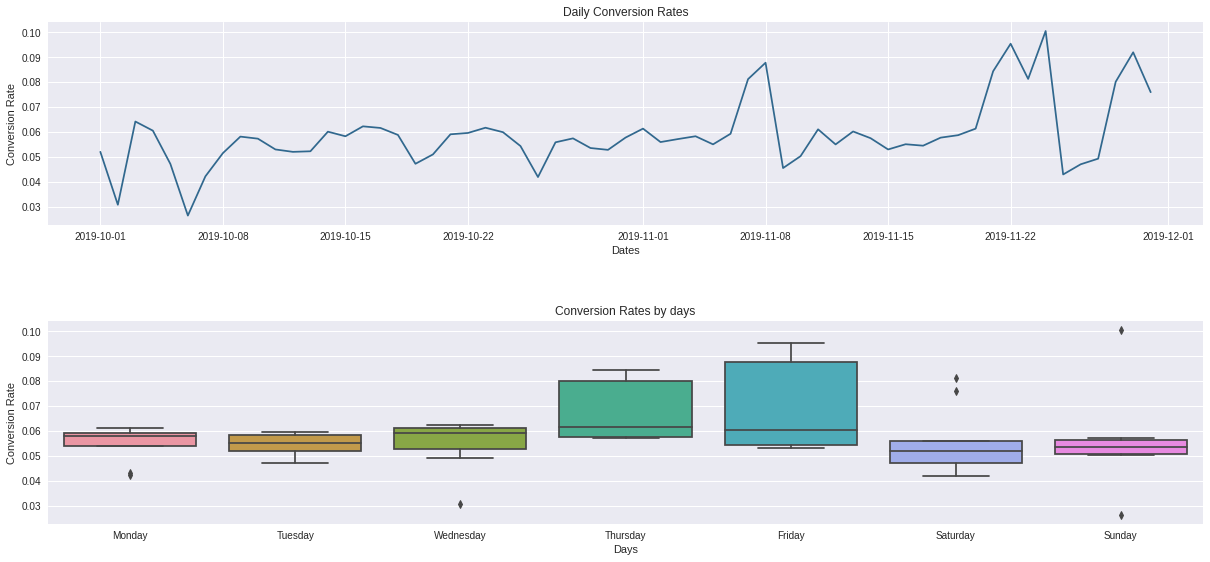 Daily Conversion Rates
0.10
0.09
0.08
0.07
0.06
0.05
0.04
0.03
Conversion Rate
2019-10-01 2019-10-08 2019-10-15 2019-10-22 2019-11-01 2019-11-08 2019-11-15 2019-11-22 2019-12-01
Dates
Conversion Rates by days
0.10
0.09
0.08
0.07
0.06
0.05
0.04
0.03
Conversion Rate
Monday Tuesday Wednesday Thursday Friday Saturday Sunday
Days